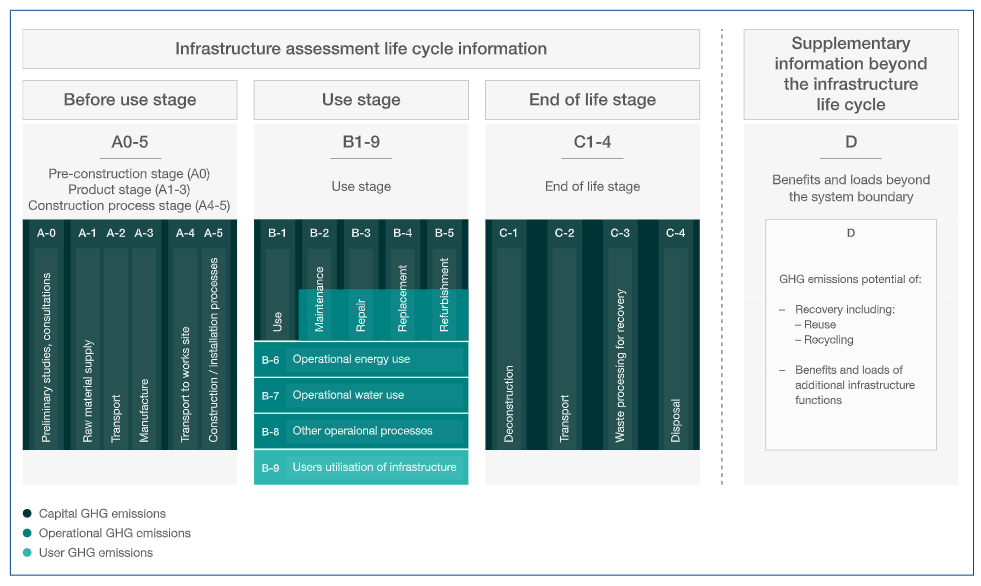 Infrastructure assessment life cycle information
Supplementary
information beyond
the infrastructure
life cycle
Before use stage
Use stage
End of life stage
A0-5
Pre-construction stage (A0)
Product stage (A1-3)
Construction process stage (A4-5)
B1-9
Use stage
C1-4
End of life stage
D
Benefits and loads beyond
the system boundary
A-0
Preliminary studies, consultations
A-1
Raw material supply
A-2
Transport
A-3
Manufacture
A-4
Transport to works site
A-5
Construction / installation processes
B-1
Use
B-2
Maintenance
B-3
Repair
B-4
Replacement
B-5
Refurbishment
B-6 Operational energy use
B-7 Operational water use
B-8 Other operaional processos
B-9 Users utilisation of infrastructure
C-1
Deconstruction
C-2
Transport
C-3
Waste processing for recovery
C-4
Disposal
D
GHG emissions potential of:
– Recovery including:
– Reuse
– Recycling
– Benefits and loads of
additional infrastructure
functions
Capital GHG emissions
Operational GHG emissions
User GHG emissions